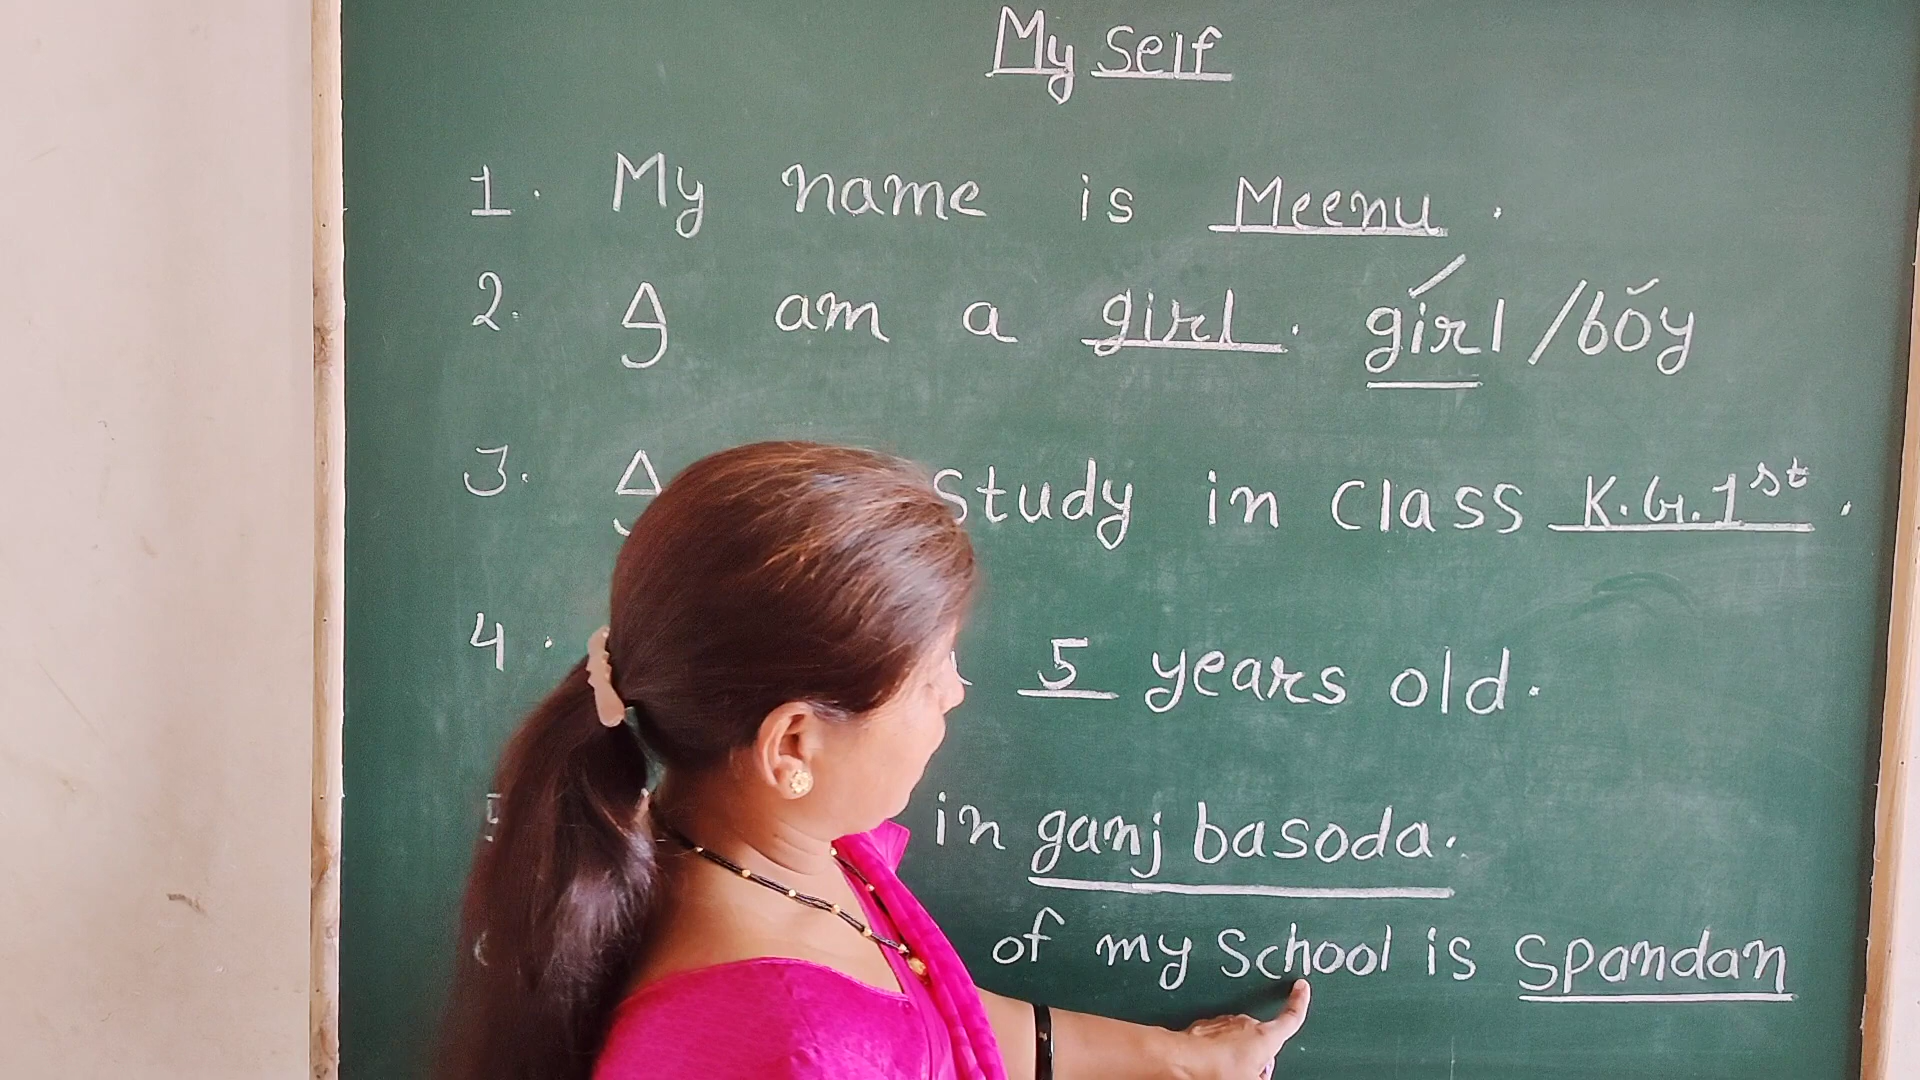 My Self
1. My name is Meenu.
2. I am a girl. girl / boy
3. I study in class K.G. 1st.
4. 5 years old.
in ganj basoda.
of my School is Spandan